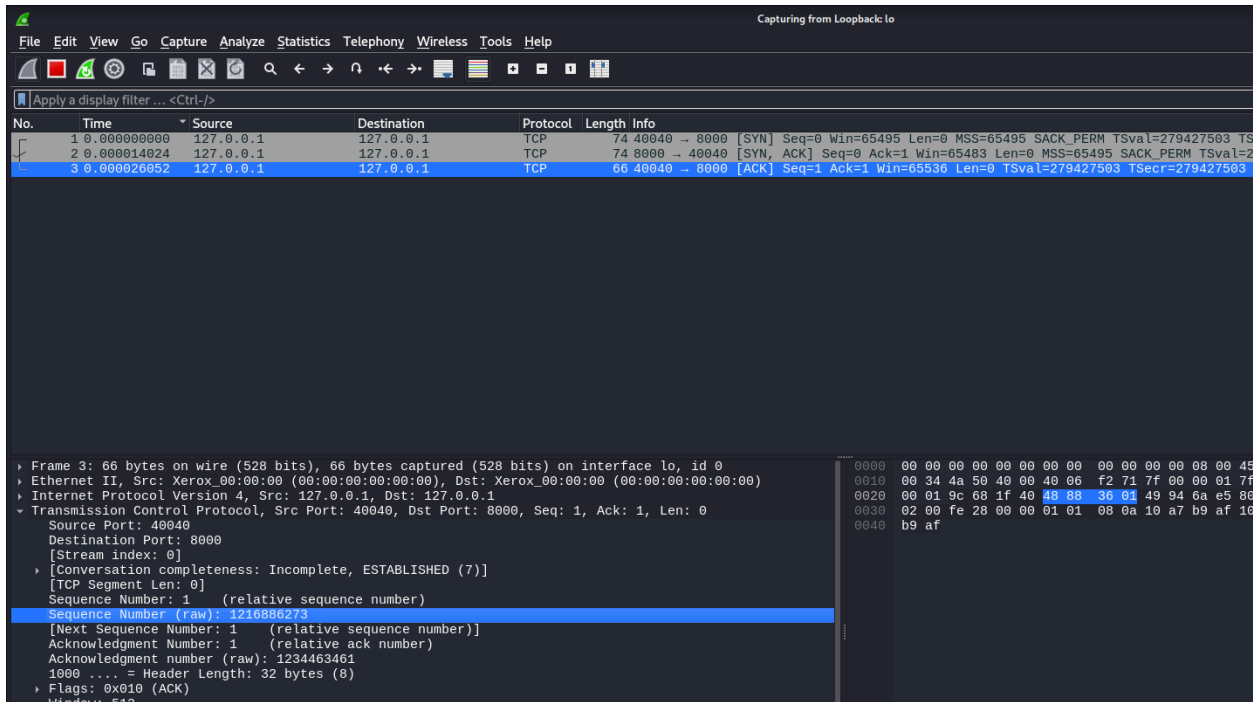 Capturing from Loopback: lo
File Edit View Go Capture Analyze Statistics Telephony Wireless Tools Help
Apply a display filter … <Ctrl-/>
No. Time Source Destination Protocol Length Info
1 0.000000000 127.0.0.1 127.0.0.1 TCP 74 40040 → 8000 [SYN] Seq=0 Win=65495 Len=0 MSS=65495 SACK_PERM TSval=279427503 TS
2 0.000014024 127.0.0.1 127.0.0.1 TCP 74 8000 → 40040 [SYN, ACK] Seq=0 Ack=1 Win=65483 Len=0 MSS=65495 SACK_PERM TSval=2
3 0.000026052 127.0.0.1 127.0.0.1 TCP 66 40040 → 8000 [ACK] Seq=1 Ack=1 Win=65536 Len=0 TSval=279427503 TSecr=279427503
Frame 3: 66 bytes on wire (528 bits), 66 bytes captured (528 bits) on interface lo, id 0
Ethernet II, Src: Xerox_00:00:00 (00:00:00:00:00:00), Dst: Xerox_00:00:00 (00:00:00:00:00:00)
Internet Protocol Version 4, Src: 127.0.0.1, Dst: 127.0.0.1
Transmission Control Protocol, Src Port: 40040, Dst Port: 8000, Seq: 1, Ack: 1, Len: 0
Source Port: 40040
Destination Port: 8000
[Stream index: 0]
[Conversation completeness: Incomplete, ESTABLISHED (7)]
[TCP Segment Len: 0]
Sequence Number: 1 (relative sequence number)
Sequence Number (raw): 1216886273
[Next Sequence Number: 1 (relative sequence number)]
Acknowledgment Number: 1 (relative ack number)
Acknowledgment number (raw): 1234463461
1000 .... = Header Length: 32 bytes (8)
Flags: 0x010 (ACK)
Window: 512
0000 00 00 00 00 00 00 00 00 00 00 00 00 08 00 45
0010 00 34 4a 50 40 00 40 06 f2 71 7f 00 00 01 7f
0020 00 01 9c 68 1f 40 48 88 36 01 49 94 6a e5 80
0030 02 00 fe 28 00 00 01 01 08 0a 10 a7 b9 af 10
0040 b9 af